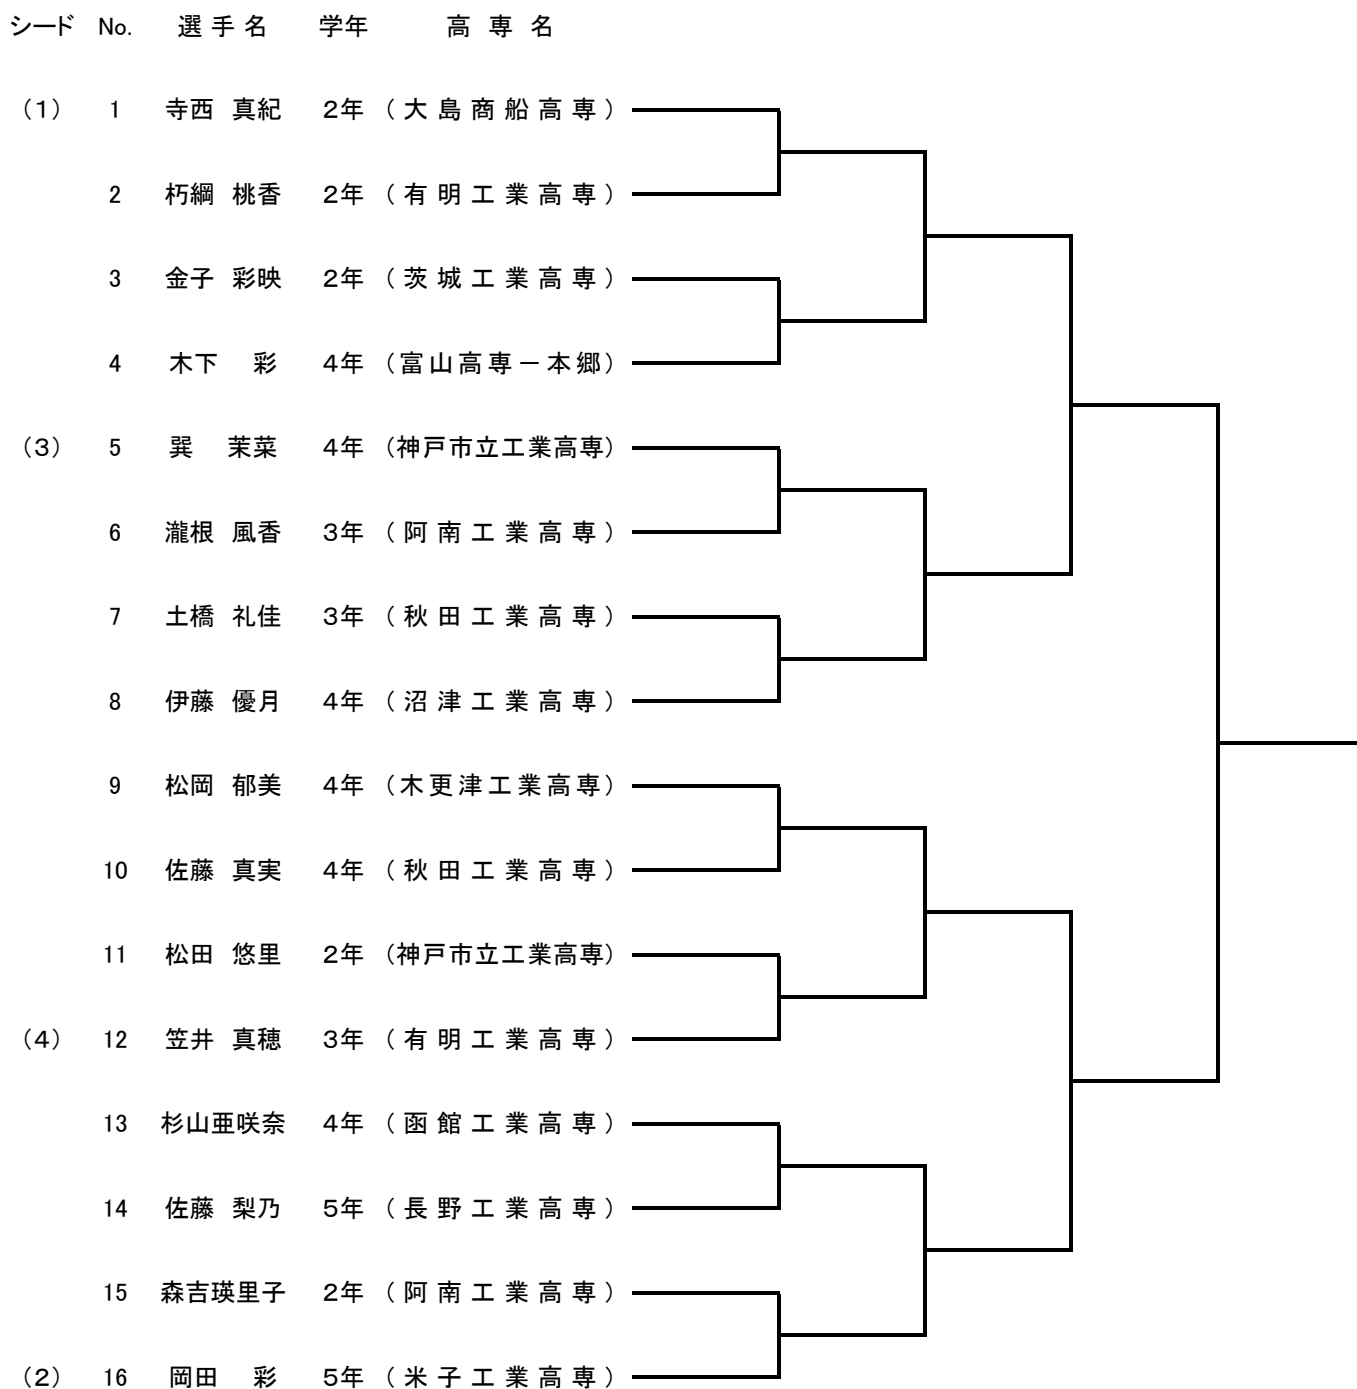 シード No. 選 手 名 学年 高 専 名
（1） 1 寺西 真紀 2年 （ 大 島 商 船 高 専 ）
2 朽綱 桃香 2年 （ 有 明 工 業 高 専 ）
3 金子 彩映 2年 （ 茨 城 工 業 高 専 ）
4 木下 彩 4年 （富山高専－本郷）
（3） 5 巽 茉菜 4年 （神戸市立工業高専）
6 瀧根 風香 3年 （ 阿 南 工 業 高 専 ）
7 土橋 礼佳 3年 （ 秋 田 工 業 高 専 ）
8 伊藤 優月 4年 （ 沼 津 工 業 高 専 ）
9 松岡 郁美 4年 （木更津工業高専）
10 佐藤 真実 4年 （ 秋 田 工 業 高 専 ）
11 松田 悠里 2年 （神戸市立工業高専）
（4） 12 笠井 真穂 3年 （ 有 明 工 業 高 専 ）
13 杉山亜咲奈 4年 （ 函 館 工 業 高 専 ）
14 佐藤 梨乃 5年 （ 長 野 工 業 高 専 ）
15 森吉瑛里子 2年 （ 阿 南 工 業 高 専 ）
（2） 16 岡田 彩 5年 （ 米 子 工 業 高 専 ）